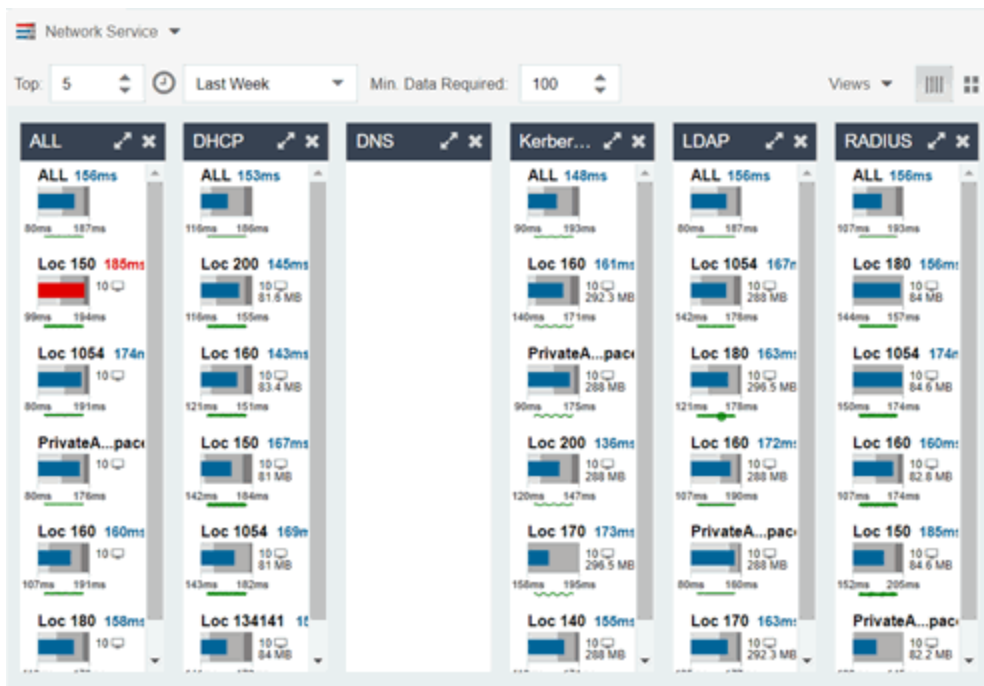 Network Service
Top: 5 Last Week Min. Data Required: 100 Views
ALL
ALL 156ms
80ms 187ms
Loc 150 185ms
10
99ms 194ms
Loc 1054 174m
10
80ms 191ms
PrivateA...pace
10
80ms 176ms
Loc 160 160ms
10
107ms 191ms
Loc 180 158ms
10
DHCP
ALL 153ms
116ms 186ms
Loc 200 145ms
10
81.6 MB
116ms 155ms
Loc 160 143ms
10
83.4 MB
121ms 151ms
Loc 150 167ms
10
81 MB
142ms 184ms
Loc 1054 169m
10
81 MB
143ms 182ms
Loc 134141 15
10
84 MB
DNS
Kerber...
ALL 148ms
90ms 193ms
Loc 160 161ms
10
292.3 MB
140ms 171ms
PrivateA...pace
10
288 MB
90ms 175ms
Loc 200 136ms
10
288 MB
120ms 147ms
Loc 170 173ms
10
296.5 MB
158ms 195ms
Loc 140 155ms
10
288 MB
LDAP
ALL 156ms
80ms 187ms
Loc 1054 167m
10
288 MB
142ms 178ms
Loc 180 163ms
10
296.5 MB
121ms 178ms
Loc 160 172ms
10
288 MB
107ms 190ms
PrivateA...pac
10
288 MB
80ms 160ms
Loc 170 163ms
10
292.3 MB
RADIUS
ALL 156ms
107ms 193ms
Loc 180 156ms
10
84 MB
144ms 157ms
Loc 1054 174m
10
84.6 MB
150ms 174ms
Loc 160 160ms
10
82.8 MB
107ms 174ms
Loc 150 185ms
10
84.6 MB
152ms 205ms
PrivateA...pac
10
82.2 MB